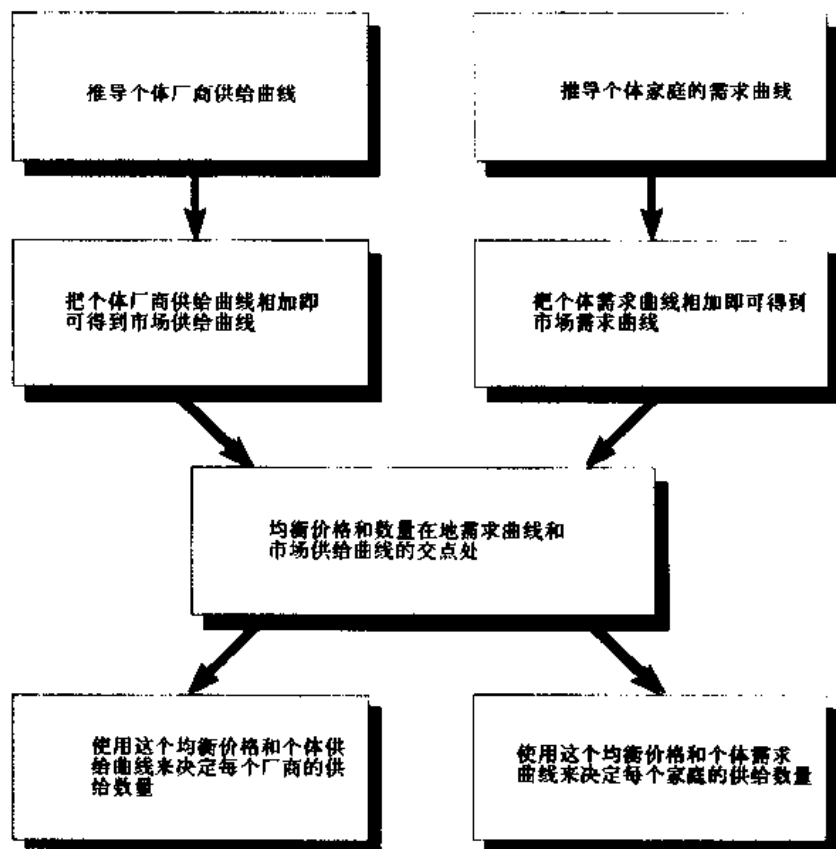 推导个体厂商供给曲线
推导个体家庭的需求曲线
把个体厂商供给曲线相加即
可得到市场供给曲线
把个体需求曲线相加即可得到
市场需求曲线
均衡价格和数量在地需求曲线和
市场供给曲线的交点处
使用这个均衡价格和个体供
给曲线来决定每个厂商的供
给数量
使用这个均衡价格和个体需求
曲线来决定每个家庭的供给数量